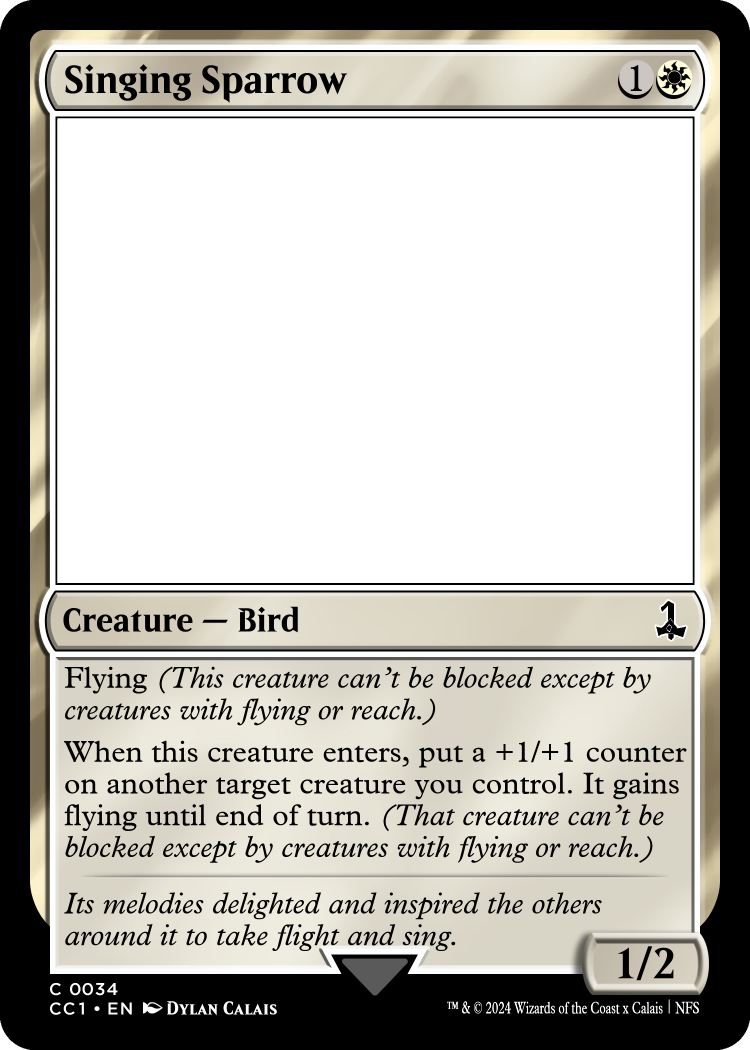 Singing Sparrow 1
Creature — Bird
Flying (This creature can't be blocked except by
creatures with flying or reach.)
When this creature enters, put a +1/+1 counter
on another target creature you control. It gains
flying until end of turn. (That creature can't be
blocked except by creatures with flying or reach.)
Its melodies delighted and inspired the others
around it to take flight and sing.
1/2
C 0034
CC1 • EN Dylan Calais
™ & © 2024 Wizards of the Coast x Calais | NFS